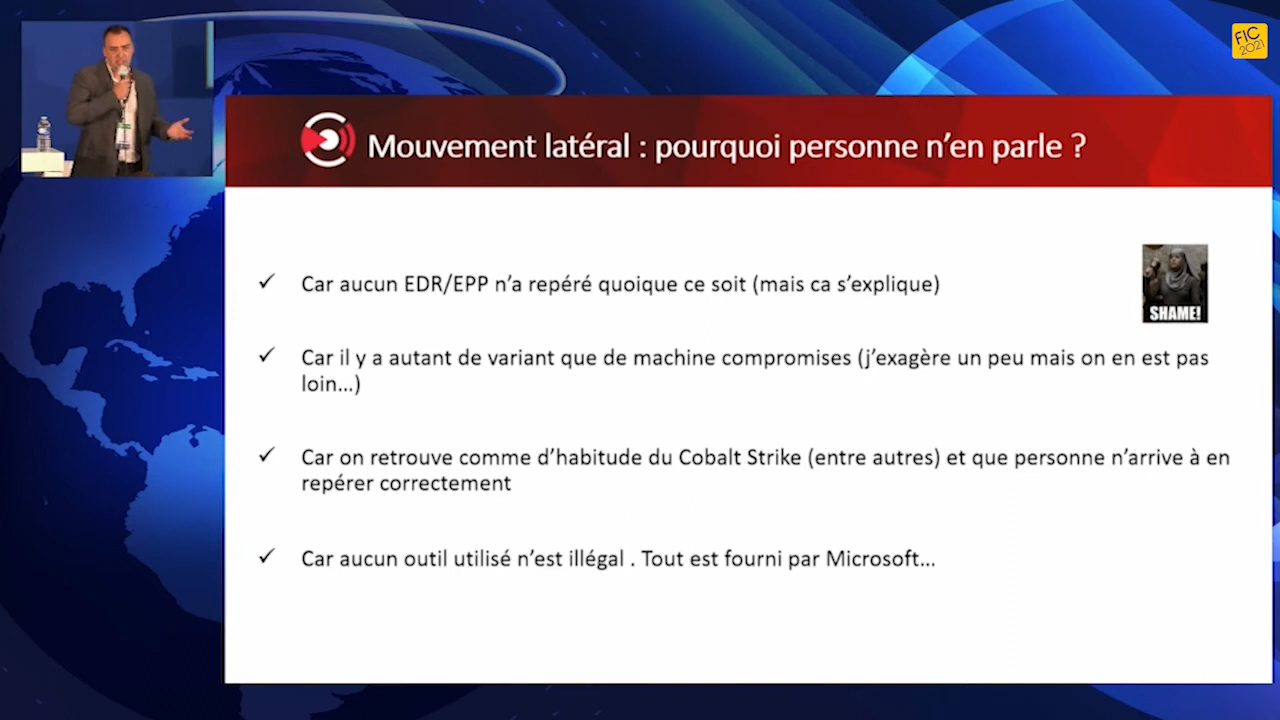 FIC
2021
Mouvement latéral : pourquoi personne n'en parle ?
Car aucun EDR/EPP n'a repéré quoique ce soit (mais ca s'explique)
SHAME!
Car il y a autant de variant que de machine compromises (j'exagère un peu mais on en est pas
loin...)
Car on retrouve comme d'habitude du Cobalt Strike (entre autres) et que personne n'arrive à en
repérer correctement
Car aucun outil utilisé n'est illégal . Tout est fourni par Microsoft...